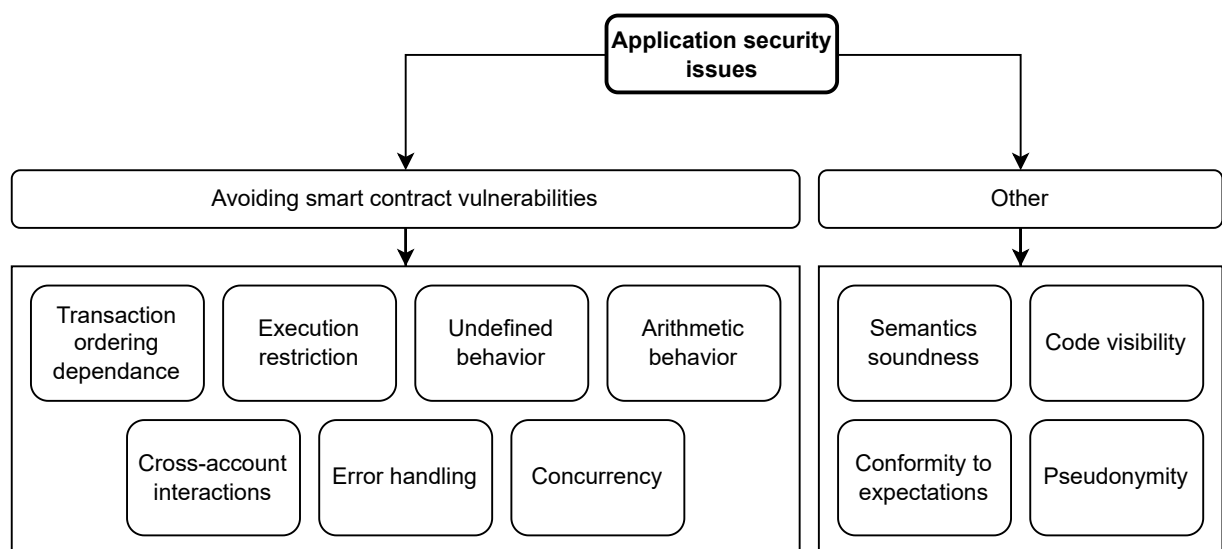 Application security
issues
Avoiding smart contract vulnerabilities
Other
Transaction
ordering
dependance
Execution
restriction
Undefined
behavior
Arithmetic
behavior
Cross-account
interactions
Error handling
Concurrency
Semantics
soundness
Code visibility
Conformity to
expectations
Pseudonymity